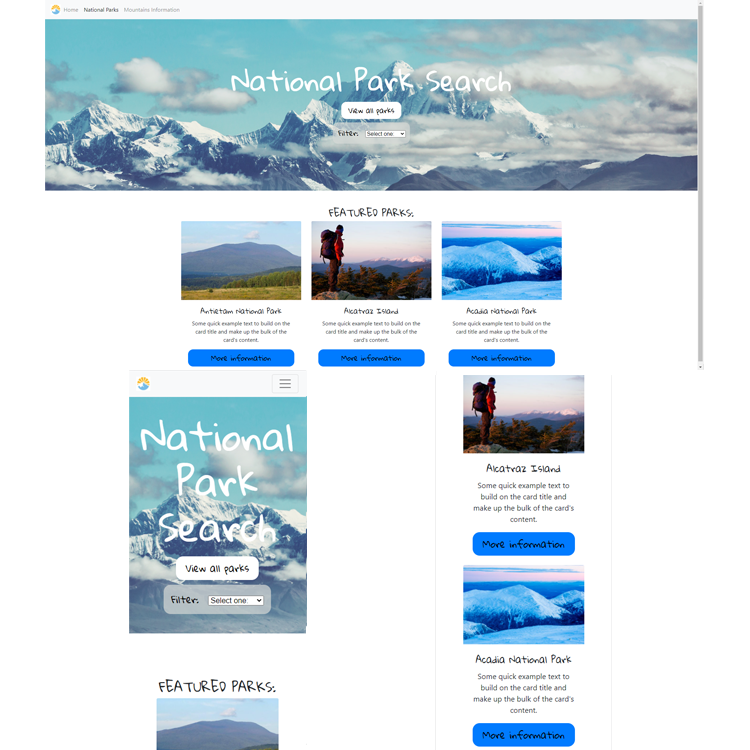 Home National Parks Mountains Information
National Park Search
View all parks
Filter: Select one:
FEATURED PARKS:
Antietam National Park
Some quick example text to build on the
card title and make up the bulk of the
card's content.
More information
Alcatraz Island
Some quick example text to build on the
card title and make up the bulk of the
card's content.
More information
Acadia National Park
Some quick example text to build on the
card title and make up the bulk of the
card's content.
More information
National
Park
Search
View all parks
Filter: Select one:
FEATURED PARKS:
Alcatraz Island
Some quick example text to
build on the card title and
make up the bulk of the card's
content.
More information
Acadia National Park
Some quick example text to
build on the card title and
make up the bulk of the card's
content.
More information